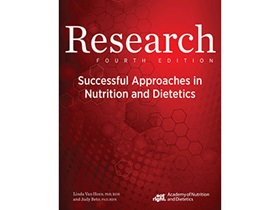 Research
FOURTH EDITION
Successful Approaches in
Nutrition and Dietetics
Linda Van Horn, PhD, RDN
and Judy Beto, PhD, RDN
eat right. Academy of Nutrition
and Dietetics